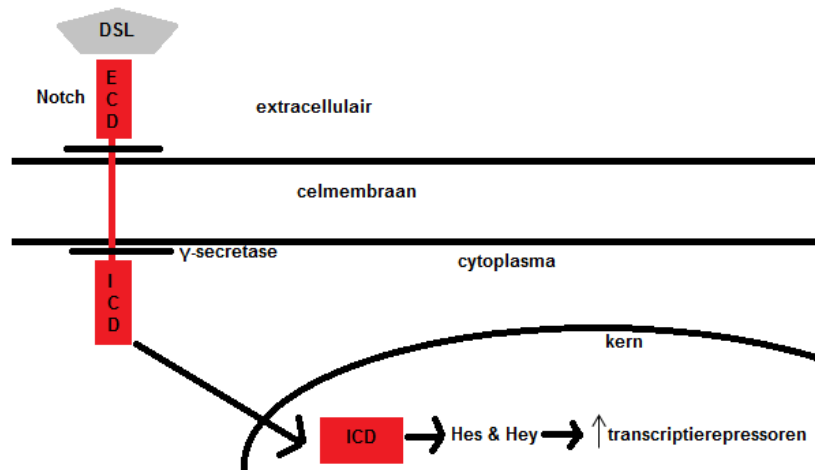 DSL
Notch
E
C
D
extracellulair
celmembraan
γ-secretase
cytoplasma
I
C
D
kern
ICD
Hes & Hey
transcriptierepressoren